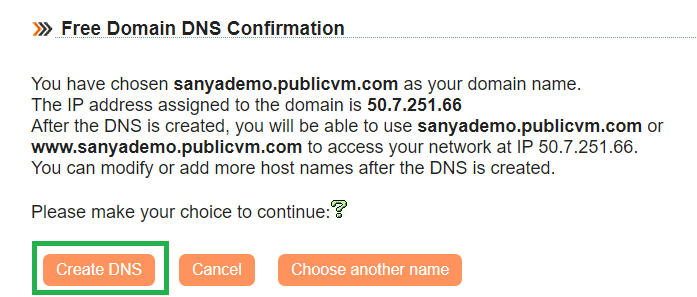 Free Domain DNS Confirmation
You have chosen sanyademo.publicvm.com as your domain name.
The IP address assigned to the domain is 50.7.251.66
After the DNS is created, you will be able to use sanyademo.publicvm.com or
www.sanyademo.publicvm.com to access your network at IP 50.7.251.66.
You can modify or add more host names after the DNS is created.
Please make your choice to continue:?
Create DNS Cancel Choose another name